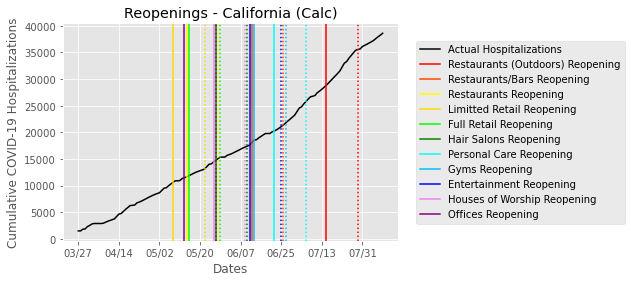 Reopenings - California (Calc)
Cumulative COVID-19 Hospitalizations
40000
35000
30000
25000
20000
15000
10000
5000
0
03/27 04/14 05/02 05/20 06/07 06/25 07/13 07/31
Dates
Actual Hospitalizations
Restaurants (Outdoors) Reopening
Restaurants/Bars Reopening
Restaurants Reopening
Limitted Retail Reopening
Full Retail Reopening
Hair Salons Reopening
Personal Care Reopening
Gyms Reopening
Entertainment Reopening
Houses of Worship Reopening
Offices Reopening